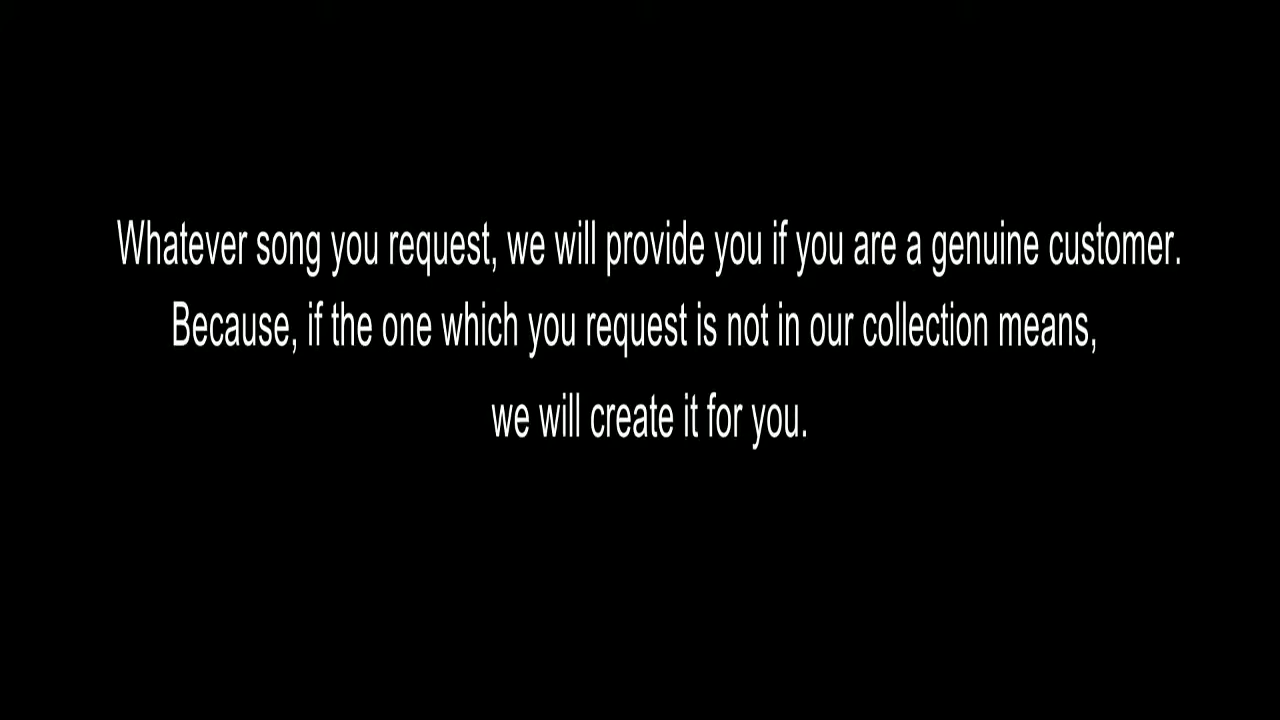 Whatever song you request, we will provide you if you are a genuine customer.
Because, if the one which you request is not in our collection means,
we will create it for you.